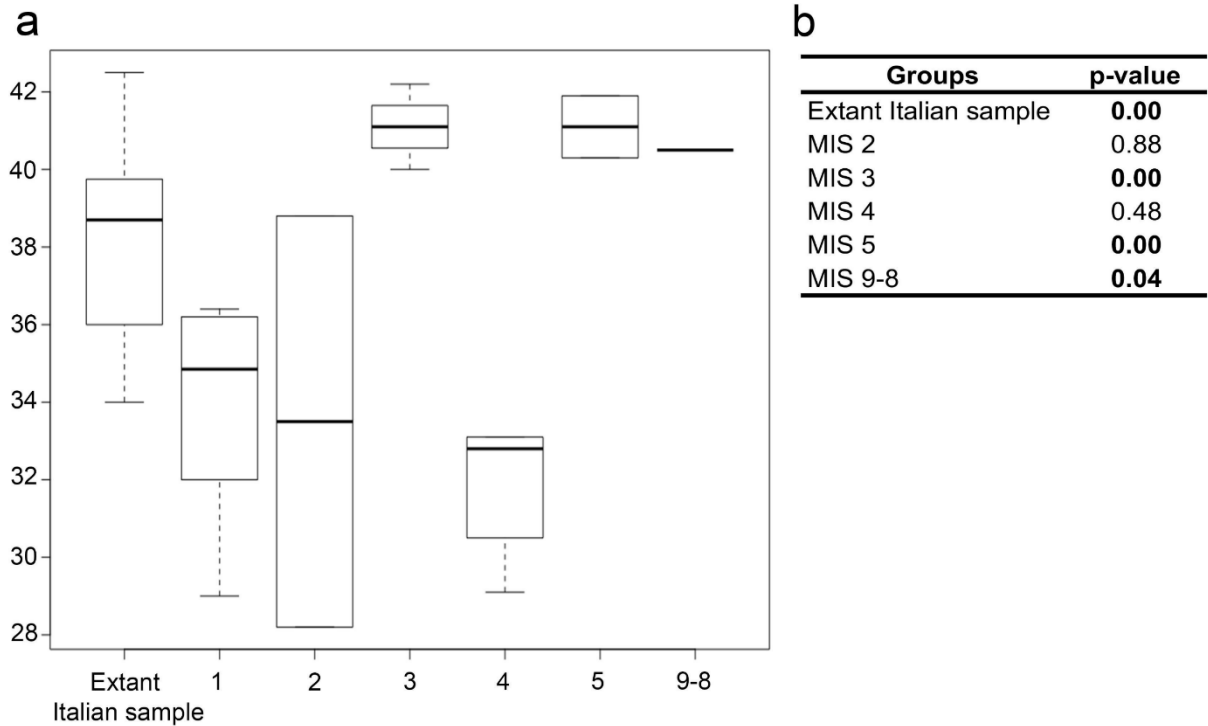 a
42
40
38
36
34
32
30
28
Extant 1 2 3 4 5 9-8
Italian sample
b
Groups p-value
Extant Italian sample 0.00
MIS 2 0.88
MIS 3 0.00
MIS 4 0.48
MIS 5 0.00
MIS 9-8 0.04